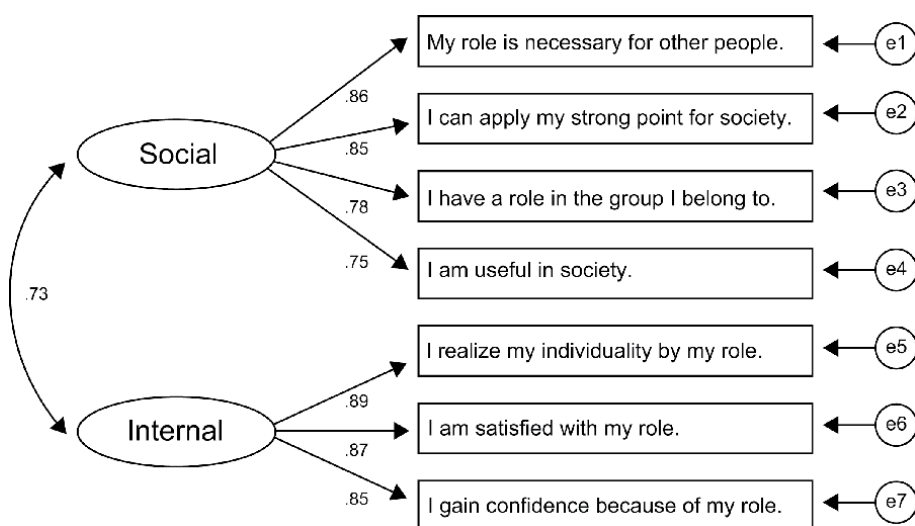 My role is necessary for other people.
e1
.86
I can apply my strong point for society.
e2
Social
.85
I have a role in the group I belong to.
e3
.78
.75
I am useful in society.
e4
.73
I realize my individuality by my role.
e5
.89
Internal
I am satisfied with my role.
e6
.87
.85
I gain confidence because of my role.
e7